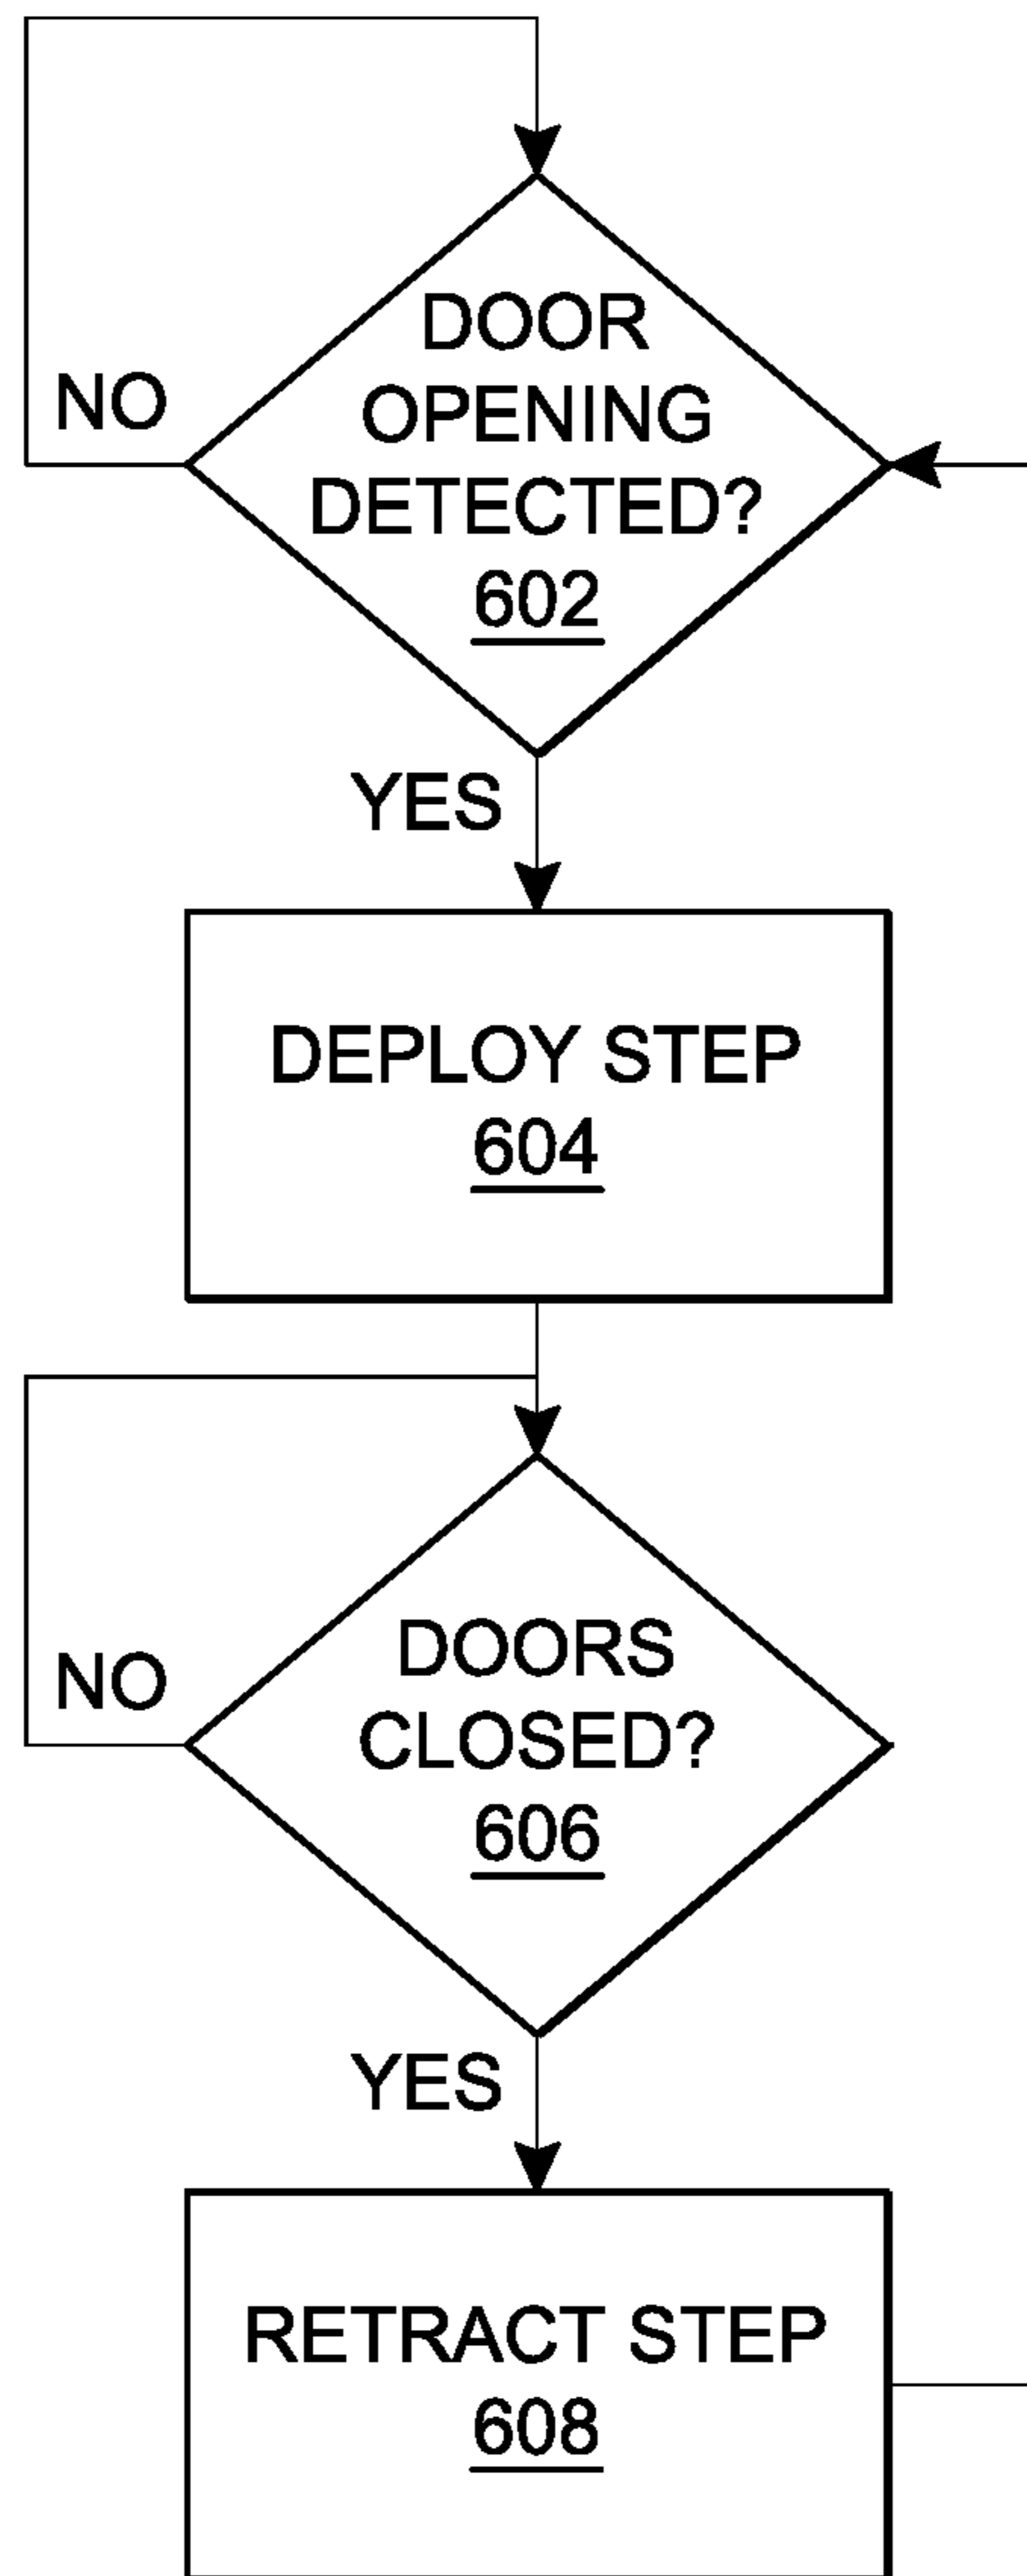 DOOR
OPENING
DETECTED?
602
NO
YES
DEPLOY STEP
604
DOORS
CLOSED?
606
NO
YES
RETRACT STEP
608